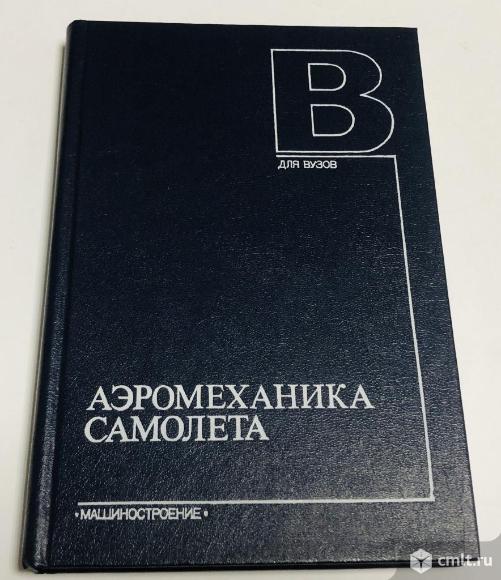 В
ДЛЯ ВУЗОВ
АЭРОМЕХАНИКА
САМОЛЕТА
•МАШИНОСТРОЕНИЕ•
cmlt.ru